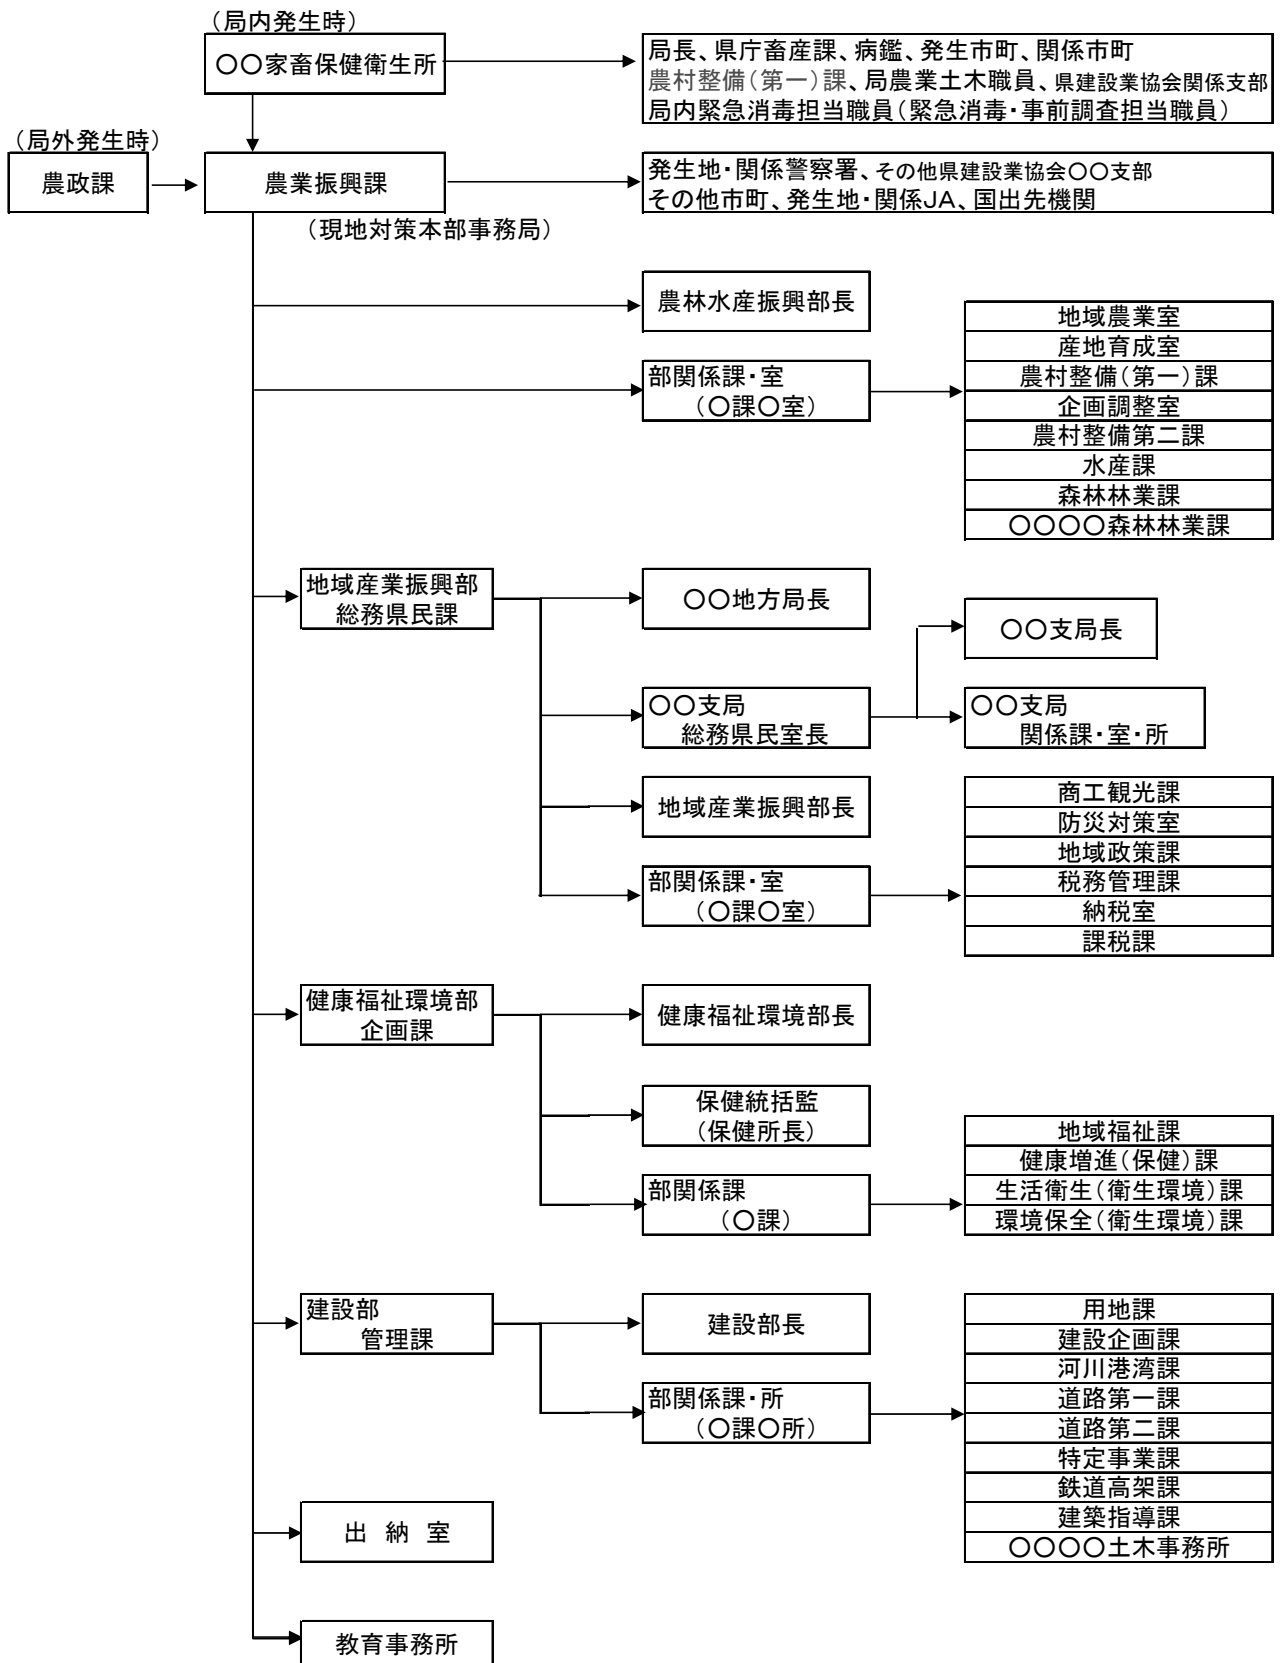 （局内発生時）
〇〇家畜保健衛生所
局長、県庁畜産課、病鑑、発生市町、関係市町
農村整備（第一）課、局農業土木職員、県建設業協会関係支部
局内緊急消毒担当職員（緊急消毒・事前調査担当職員）
（局外発生時）
農政課
農業振興課
（現地対策本部事務局）
発生地・関係警察署、その他県建設業協会〇〇支部
その他市町、発生地・関係JA、国出先機関
農林水産振興部長
部関係課・室
（〇課〇室）
地域農業室
産地育成室
農村整備（第一）課
企画調整室
農村整備第二課
水産課
森林林業課
〇〇〇〇森林林業課
地域産業振興部
総務県民課
〇〇地方局長
〇〇支局長
〇〇支局
総務県民室長
〇〇支局
関係課・室・所
地域産業振興部長
部関係課・室
（〇課〇室）
商工観光課
防災対策室
地域政策課
税務管理課
納税室
課税課
健康福祉環境部
企画課
健康福祉環境部長
保健統括監
（保健所長）
部関係課
（〇課）
地域福祉課
健康増進（保健）課
生活衛生（衛生環境）課
環境保全（衛生環境）課
建設部
管理課
建設部長
部関係課・所
（〇課〇所）
用地課
建設企画課
河川港湾課
道路第一課
道路第二課
特定事業課
鉄道高架課
建築指導課
〇〇〇〇土木事務所
出　納　室
教育事務所